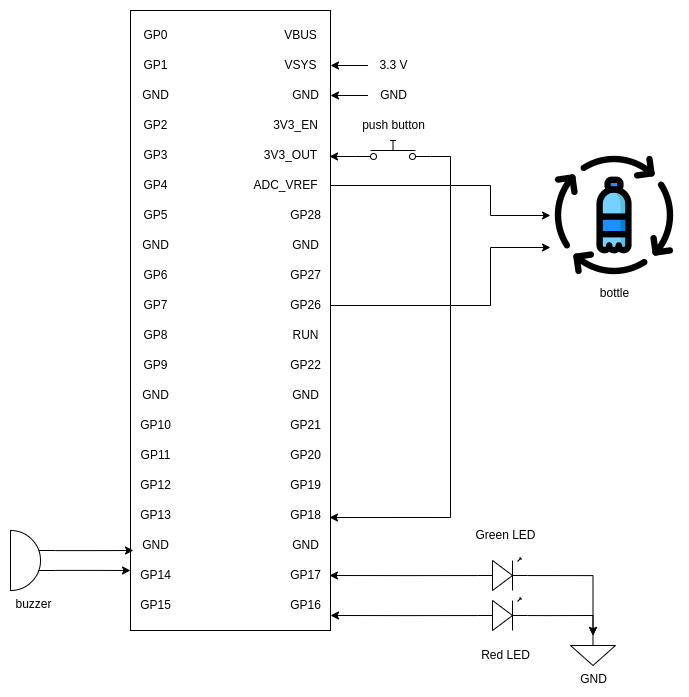 GP0 VBUS
GP1 VSYS 3.3 V
GND GND GND
GP2 3V3_EN push button
GP3 3V3_OUT
GP4 ADC_VREF
GP5 GP28
GND GND
GP6 GP27
bottle
GP7 GP26
GP8 RUN
GP9 GP22
GND GND
GP10 GP21
GP11 GP20
GP12 GP19
GP13 GP18
Green LED
GND GND
GP14 GP17
buzzer GP15 GP16
Red LED
GND